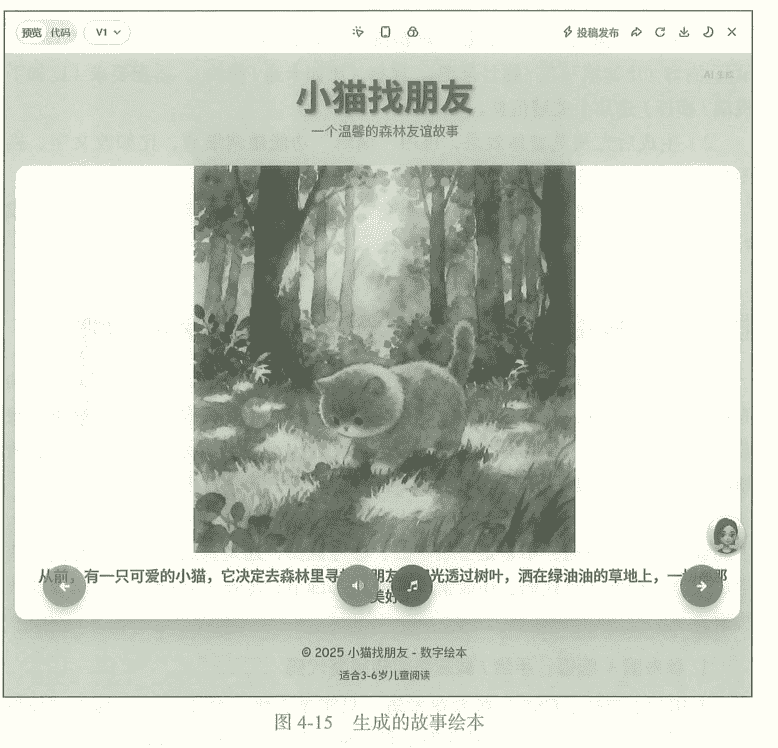 预览 代码 V1 投稿发布
AI 生成
小猫找朋友
一个温馨的森林友谊故事
从前，有一只可爱的小猫，它决定去森林里寻 朋友 光透过树叶，洒在绿油油的草地上，一切 那
美好
© 2025 小猫找朋友 - 数字绘本
适合3-6岁儿童阅读
图 4-15 生成的故事绘本